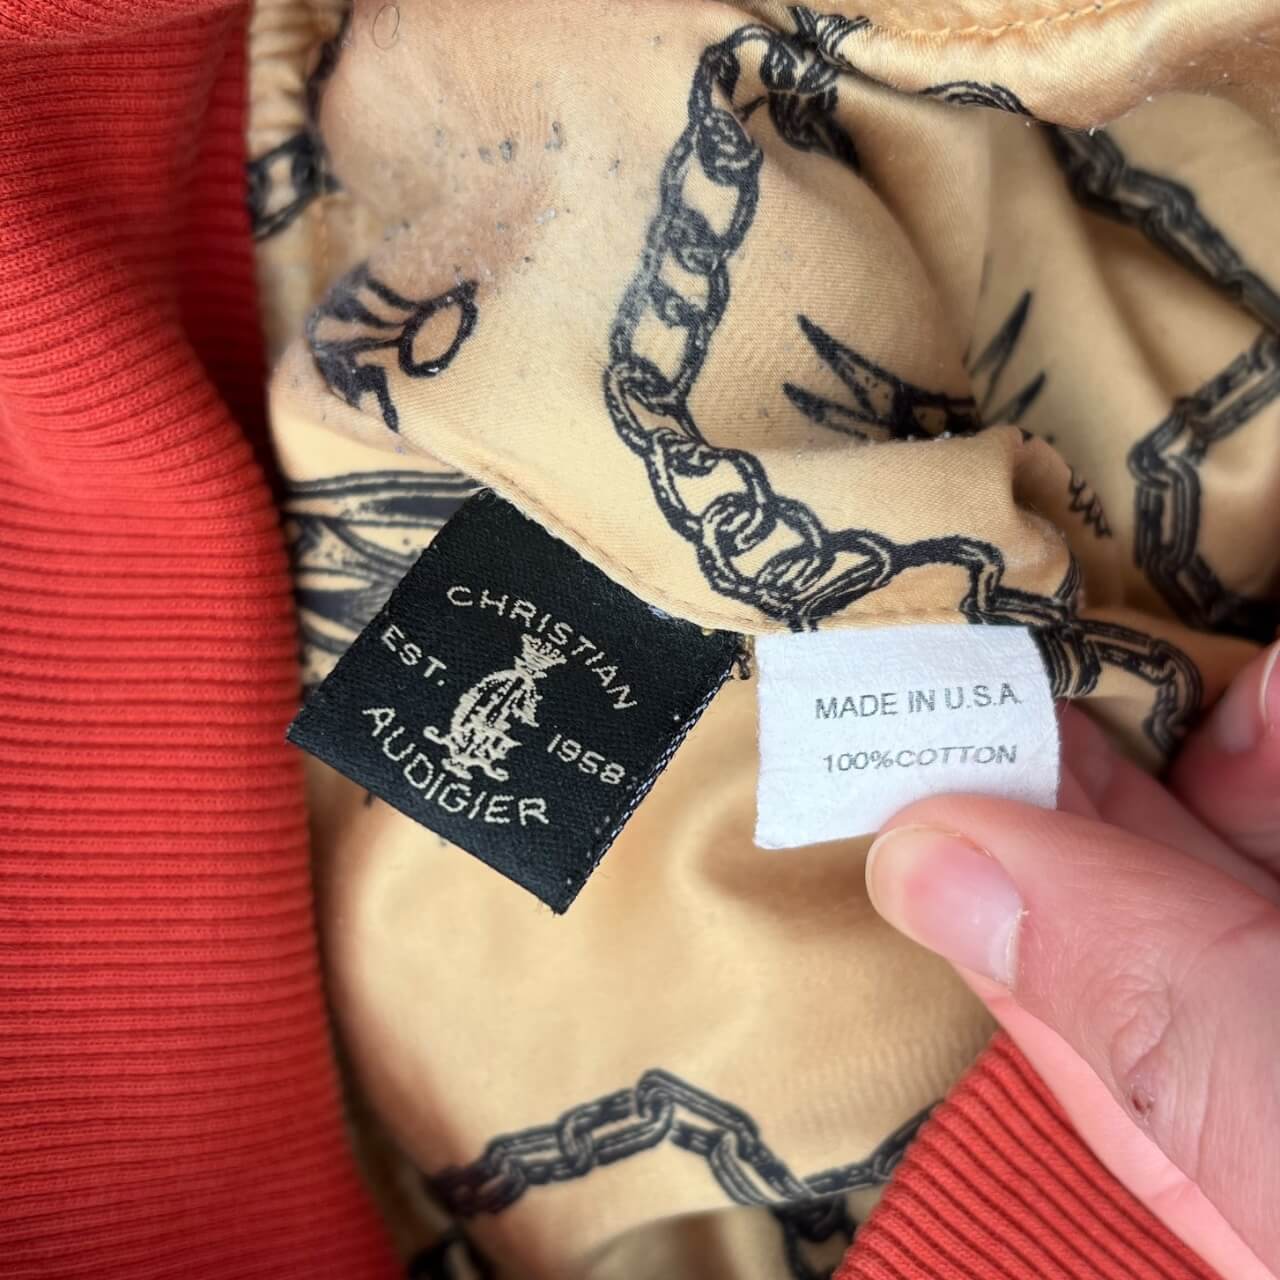 CHRISTIAN
EST. 1958
AUDIGIER
MADE IN U.S.A.
100%COTTON